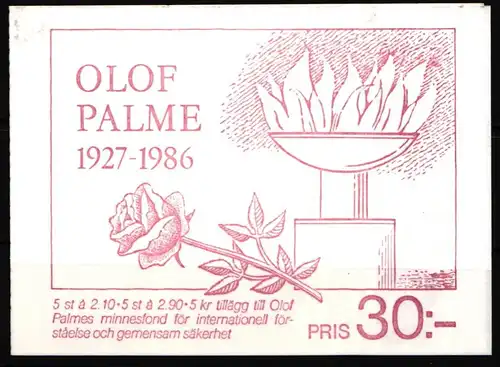 OLOF
PALME
1927-1986
5 st à 2.10•5 st à 2.90•5 kr tillägg till Olof
Palmes minnesfond för internationell för-
ståelse och gemensam säkerhet
PRIS 30:-